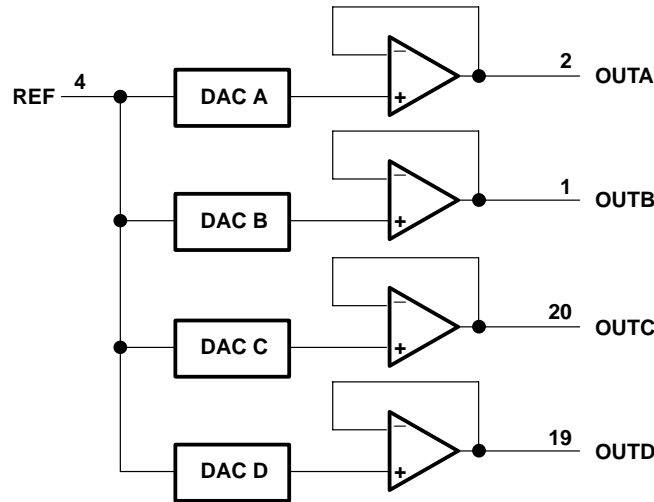 2 OUTA
REF 4 DAC A
− +
1 OUTB
DAC B
− +
20 OUTC
DAC C
− +
19 OUTD
DAC D
− +